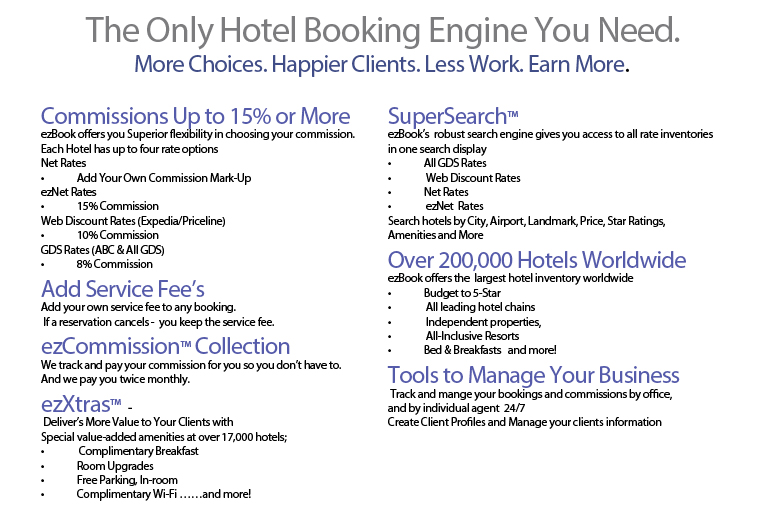 The Only Hotel Booking Engine You Need.
More Choices. Happier Clients. Less Work. Earn More.
Commissions Up to 15% or More
ezBook offers you Superior flexibility in choosing your commission.
Each Hotel has up to four rate options
Net Rates
• Add Your Own Commission Mark-Up
ezNet Rates
• 15% Commission
Web Discount Rates (Expedia/Priceline)
• 10% Commission
GDS Rates (ABC & All GDS)
• 8% Commission
Add Service Fee's
Add your own service fee to any booking.
If a reservation cancels - you keep the service fee.
ezCommission™ Collection
We track and pay your commission for you so you don't have to.
And we pay you twice monthly.
ezXtras™ -
Deliver's More Value to Your Clients with
Special value-added amenities at over 17,000 hotels;
• Complimentary Breakfast
• Room Upgrades
• Free Parking, In-room
• Complimentary Wi-Fi ……and more!
SuperSearch™
ezBook's robust search engine gives you access to all rate inventories
in one search display
• All GDS Rates
• Web Discount Rates
• Net Rates
• ezNet Rates
Search hotels by City, Airport, Landmark, Price, Star Ratings,
Amenities and More
Over 200,000 Hotels Worldwide
ezBook offers the largest hotel inventory worldwide
• Budget to 5-Star
• All leading hotel chains
• Independent properties,
• All-Inclusive Resorts
• Bed & Breakfasts and more!
Tools to Manage Your Business
Track and mange your bookings and commissions by office,
and by individual agent 24/7
Create Client Profiles and Manage your clients information